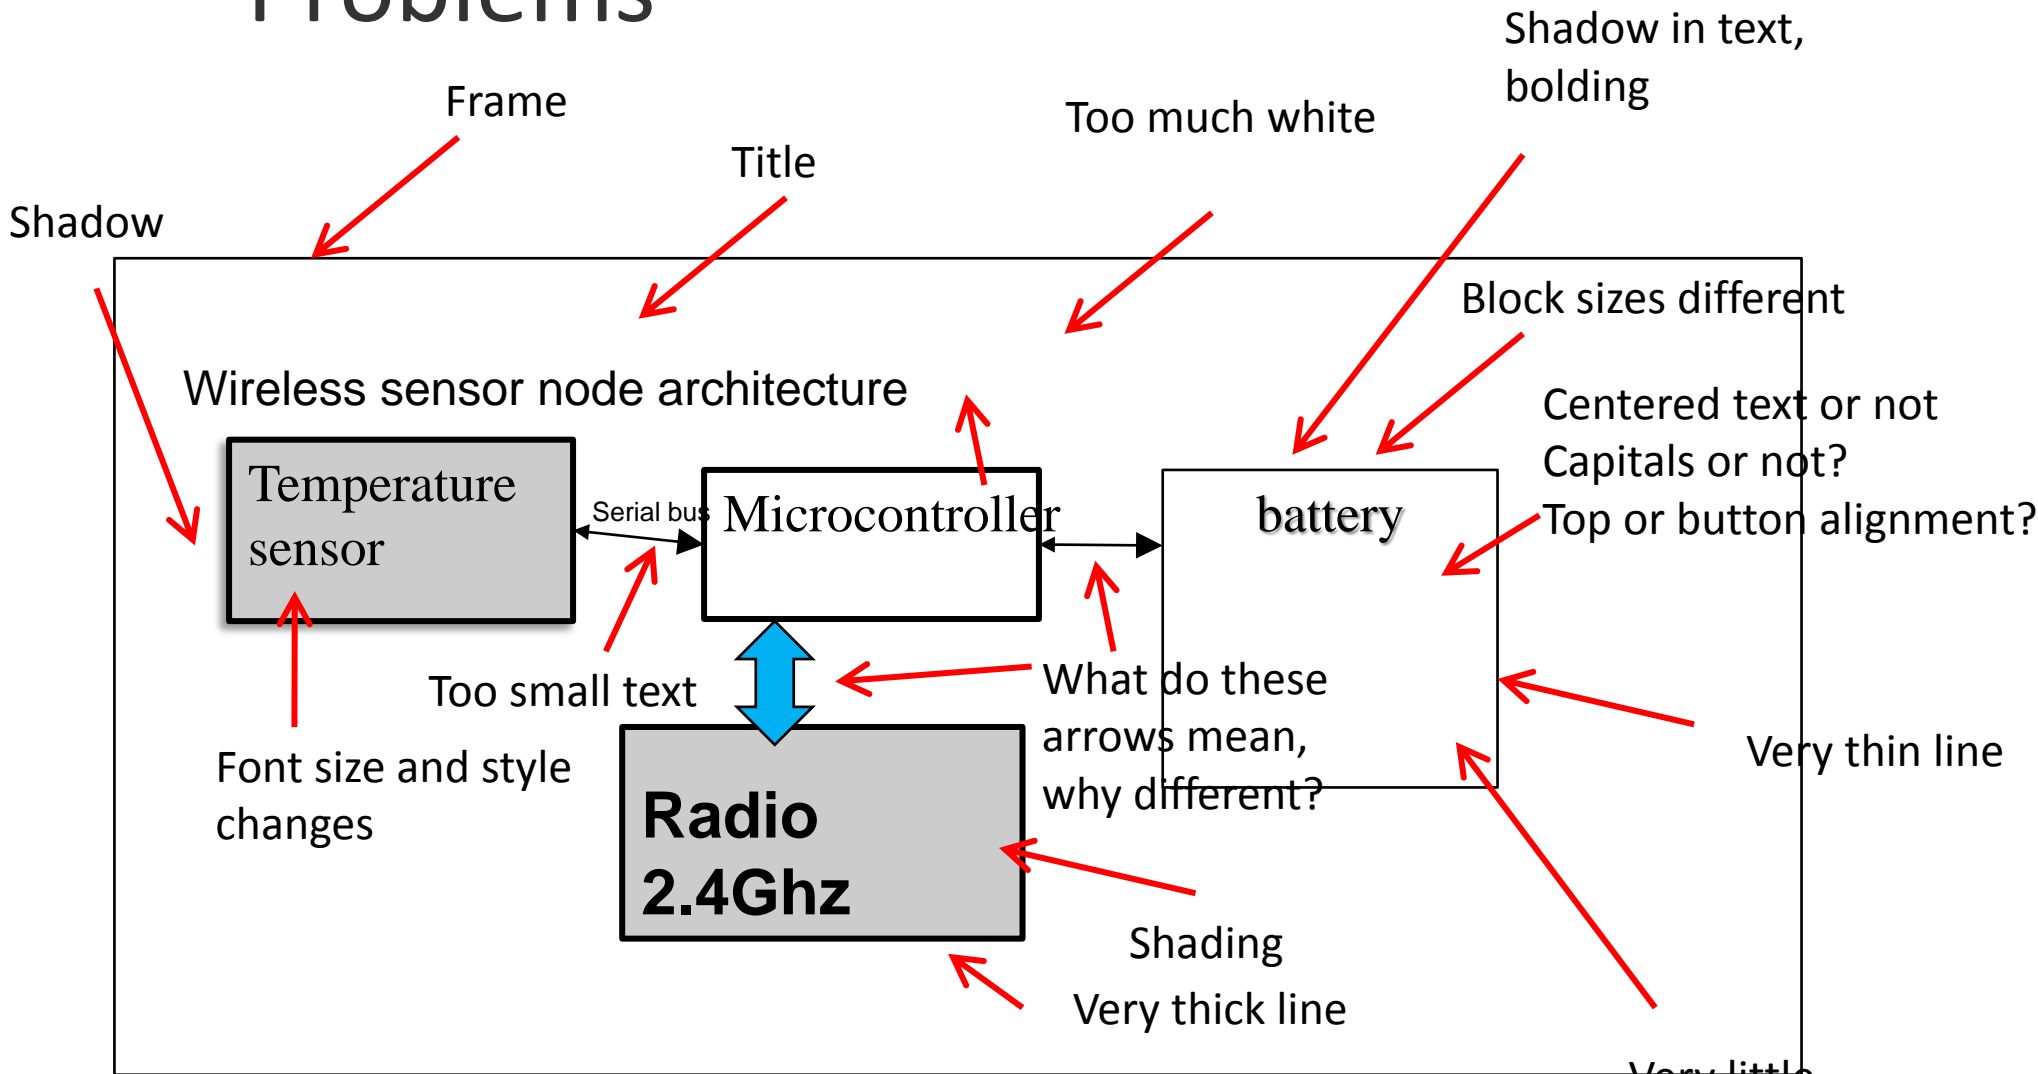 Problems
Shadow in text,
bolding
Frame
Too much white
Title
Shadow
Block sizes different
Wireless sensor node architecture
Centered text or not
Capitals or not?
Top or button alignment?
Temperature
sensor
Serial bus
Microcontroller
battery
Too small text
What do these
arrows mean,
why different?
Very thin line
Font size and style
changes
Radio
2.4Ghz
Shading
Very thick line
Very little